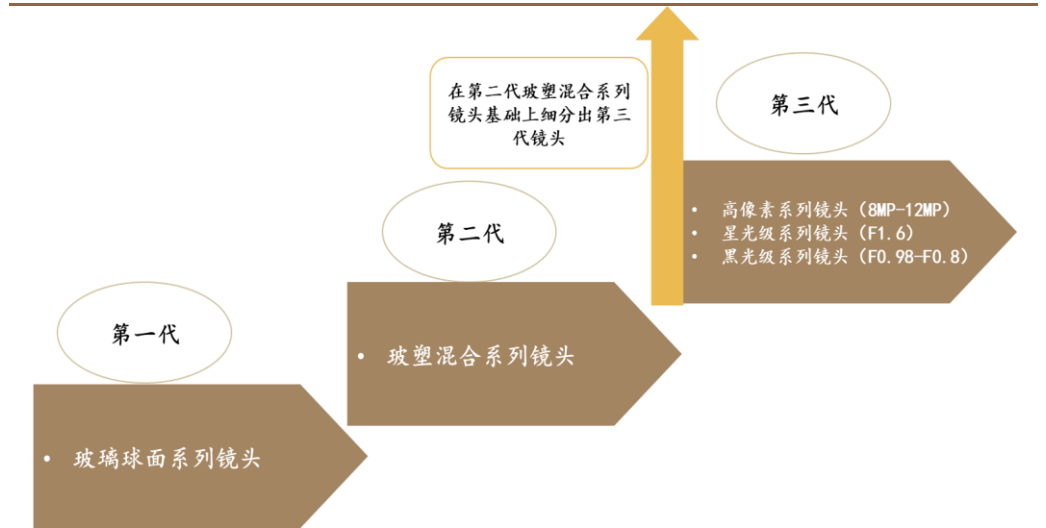 在第二代玻塑混合系列
镜头基础上细分出第三
代镜头
第三代
• 高像素系列镜头（8MP-12MP）
• 星光级系列镜头（F1.6）
• 黑光级系列镜头（F0.98-F0.8）
第二代
• 玻塑混合系列镜头
第一代
• 玻璃球面系列镜头